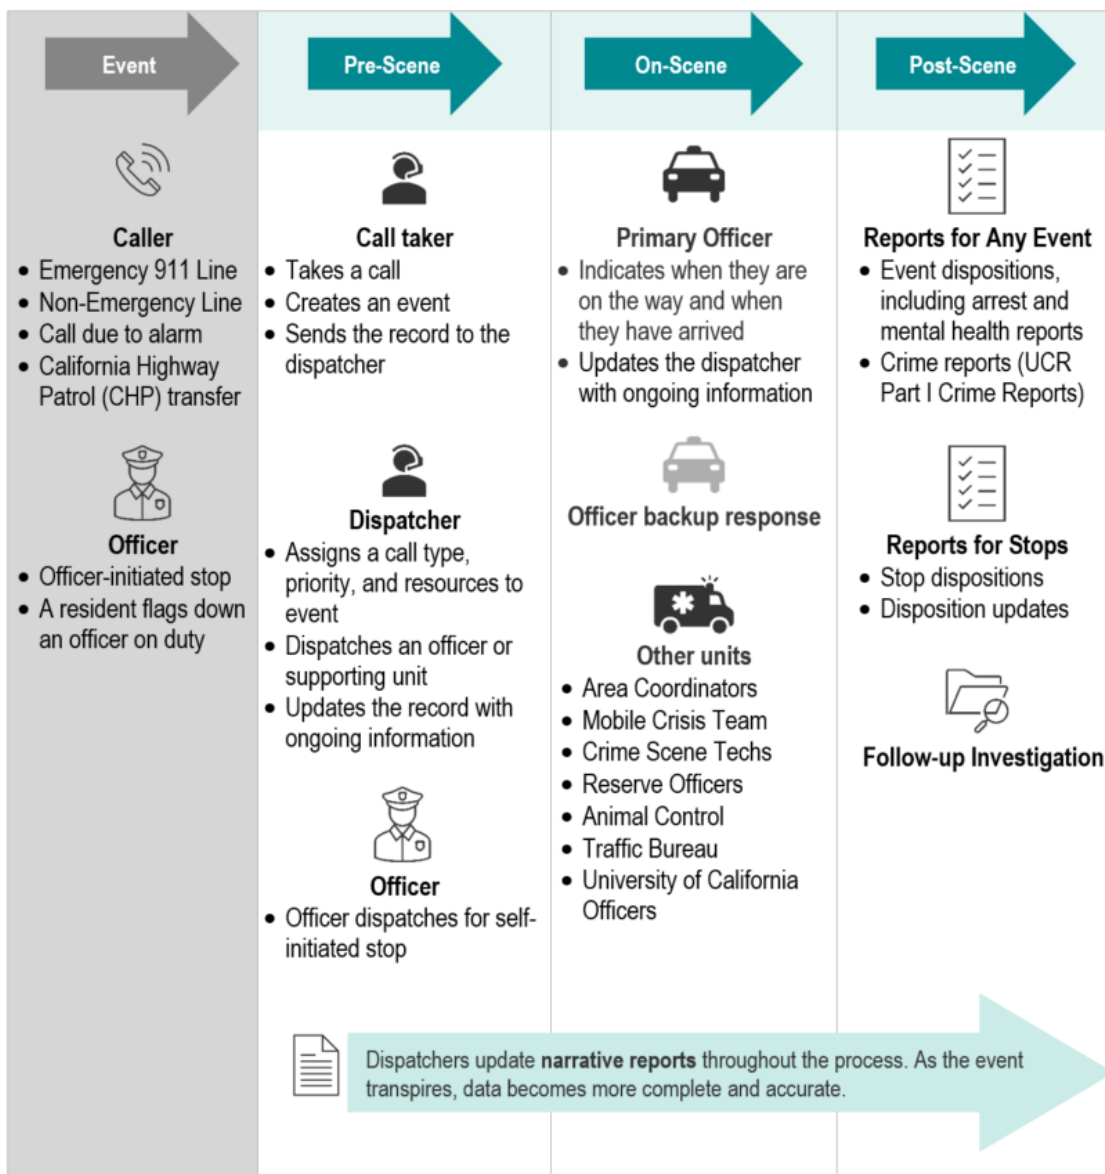 Event
Pre-Scene
On-Scene
Post-Scene
Caller
• Emergency 911 Line
• Non-Emergency Line
• Call due to alarm
• California Highway
Patrol (CHP) transfer
Officer
• Officer-initiated stop
• A resident flags down
an officer on duty
Call taker
• Takes a call
• Creates an event
• Sends the record to the
dispatcher
Dispatcher
• Assigns a call type,
priority, and resources to
event
• Dispatches an officer or
supporting unit
• Updates the record with
ongoing information
Officer
• Officer dispatches for self-
initiated stop
Primary Officer
• Indicates when they are
on the way and when
they have arrived
• Updates the dispatcher
with ongoing information
Officer backup response
Other units
• Area Coordinators
• Mobile Crisis Team
• Crime Scene Techs
• Reserve Officers
• Animal Control
• Traffic Bureau
• University of California
Officers
Reports for Any Event
• Event dispositions,
including arrest and
mental health reports
• Crime reports (UCR
Part I Crime Reports)
Reports for Stops
• Stop dispositions
• Disposition updates
Follow-up Investigation
Dispatchers update narrative reports throughout the process. As the event
transpires, data becomes more complete and accurate.